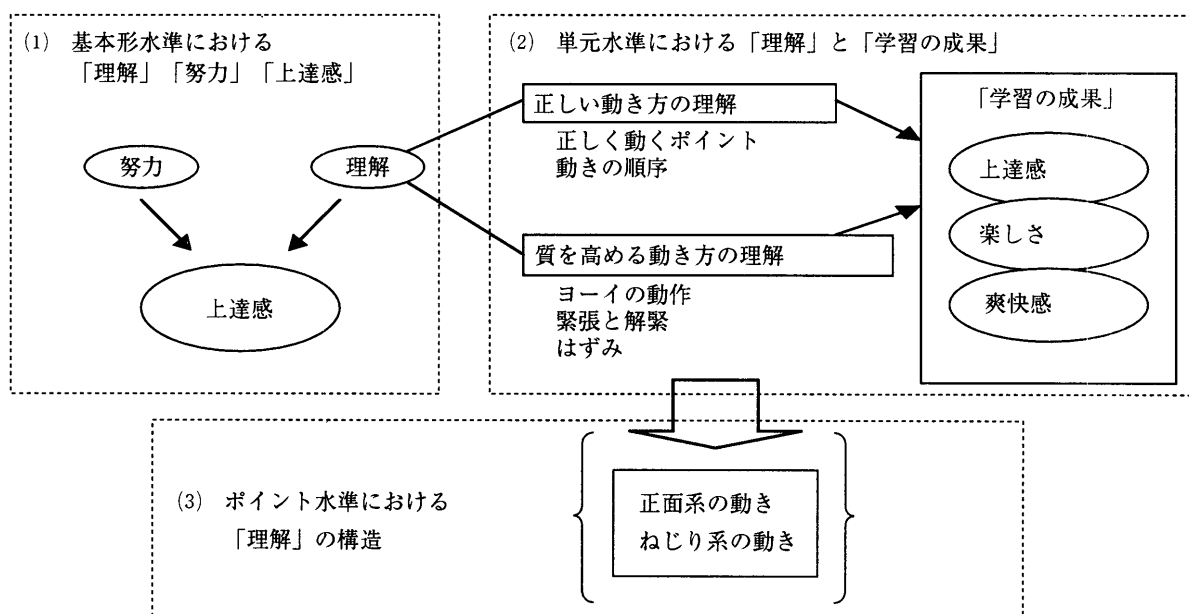 (1) 基本形水準における
「理解」「努力」「上達感」
努力
理解
上達感
(2) 単元水準における「理解」と「学習の成果」
正しい動き方の理解
正しく動くポイント
動きの順序
質を高める動き方の理解
ヨーイの動作
緊張と解緊
はずみ
「学習の成果」
上達感
楽しさ
爽快感
(3) ポイント水準における
「理解」の構造
正面系の動き
ねじり系の動き